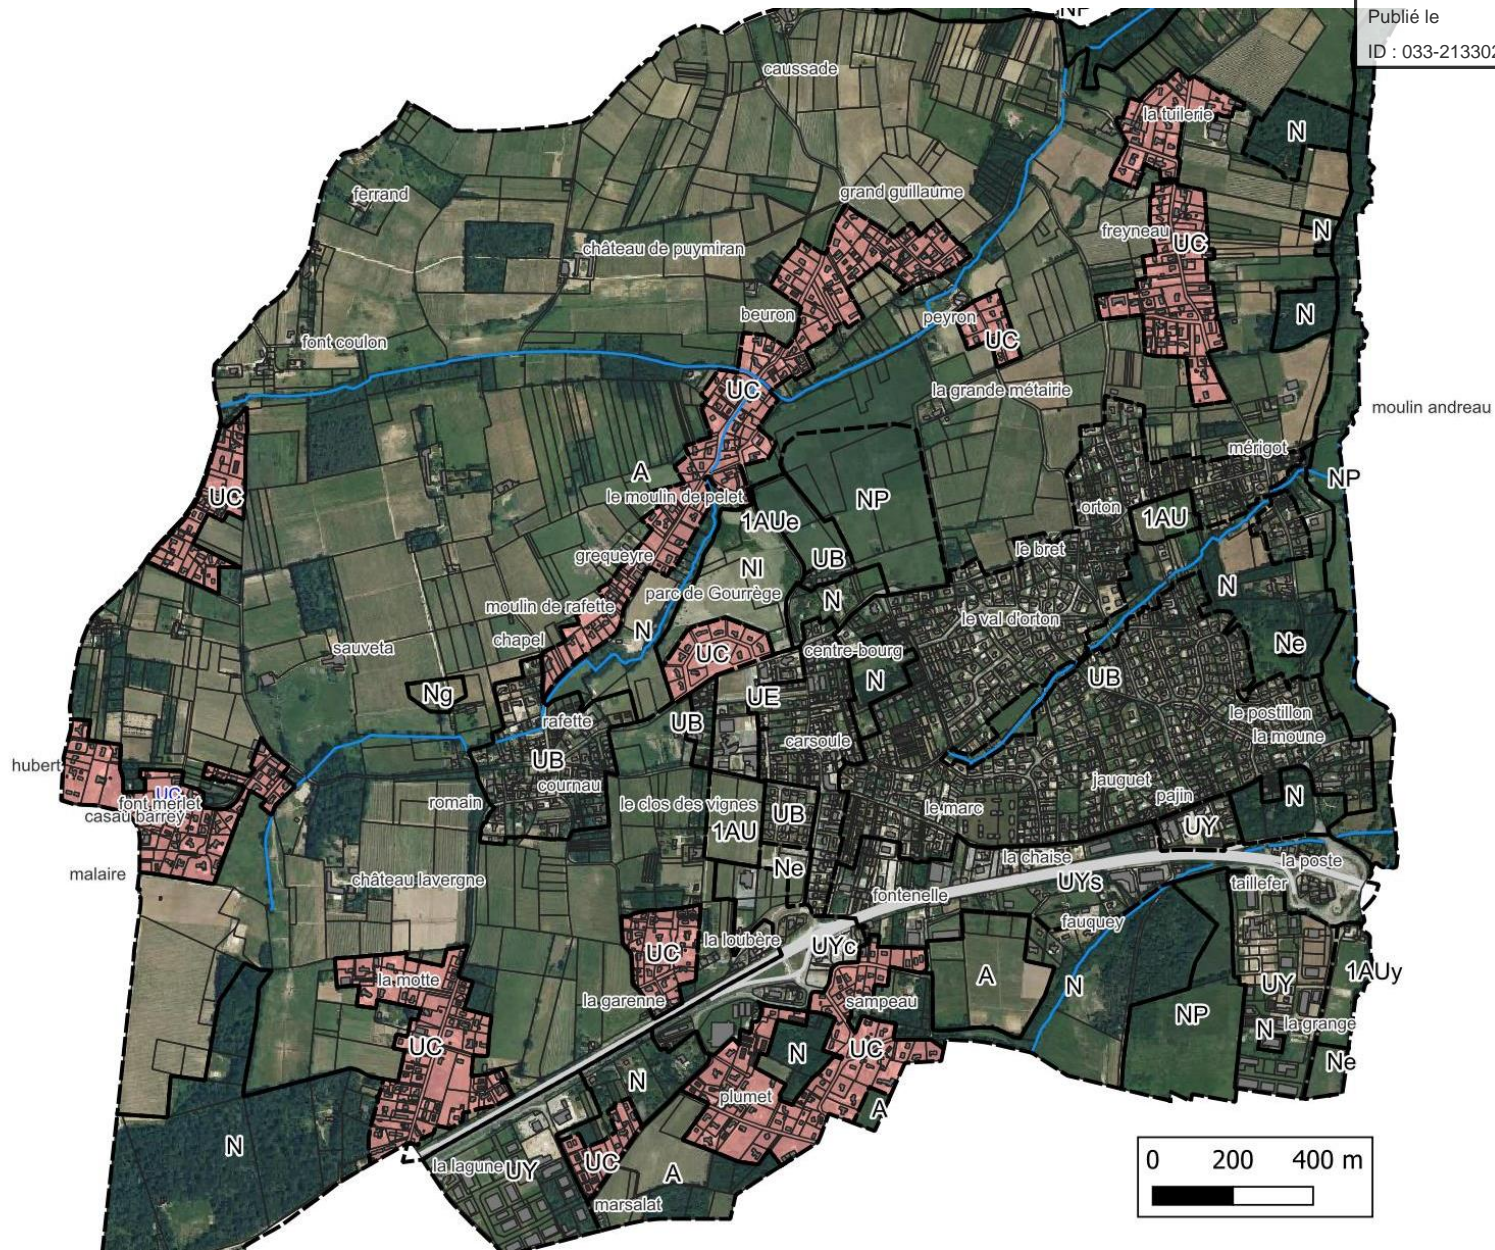 NP
Publié le
ID : 033-213302
caussade
la tuilerie
N
ferrand
grand guillaume
freyneau
N
UC
château de puymiran
beuron
peyron
N
font coulon
UC
UC
la grande métairie
moulin andreau
mérigot
A
NP
UC
le moulin de pelet
NP
orton
1AU
1AUe
le bret
grequeyre
UB
NI
N
parc de Gourrège
N
moulin de rafette
le val d'orton
N
chapel
UC
centre-bourg
Ne
sauveta
N
UB
Ng
UE
rafette
UB
le postillon
la moune
carsoule
hubert
UB
cournau
jauguet
UC
pajin
font merlet
romain
le clos des vignes
le marc
N
casau barrey
1AU
UB
UY
la chaise
la poste
malaire
château lavergne
Ne
UYs
taillefer
fontenelle
fauquey
la loubère
UC
UYc
la motte
A
1AUy
UY
N
la garenne
sampeau
NP
la grange
N
UC
N
UC
Ne
N
plumet
A
N
la lagune
UY
UC
A
marsalat
0 200 400 m